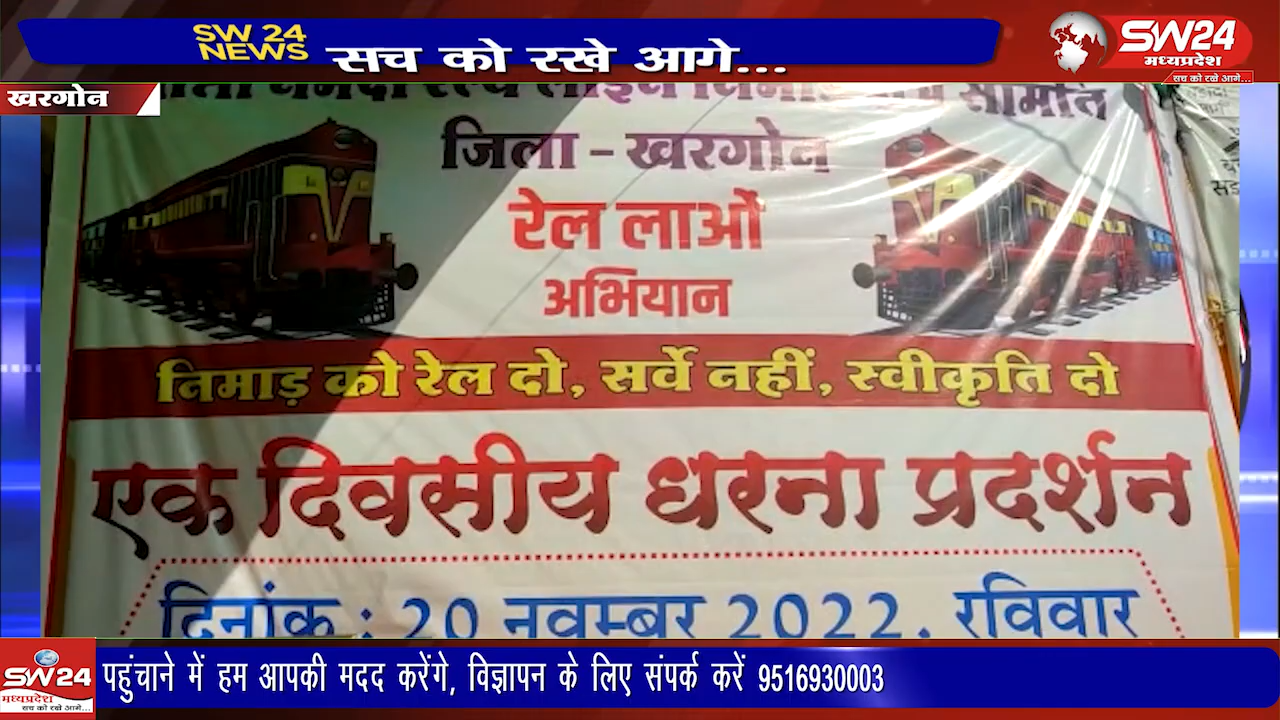 SW 24
NEWS
सच को रखे आगे...
SW24
मध्यप्रदेश
सच को रखे आगे...
खरगोन
समिति
जिला - खरगोन
रेल लाओं
अभियान
निमाड़ को रेल दो, सर्वे नहीं, स्वीकृति दो
एक दिवसीय धरना प्रदर्शन
दिनांक : 20 नवम्बर 2022, रविवार
SW24
मध्यप्रदेश
सच को रखे आगे...
पहुंचाने में हम आपकी मदद करेंगे, विज्ञापन के लिए संपर्क करें 9516930003